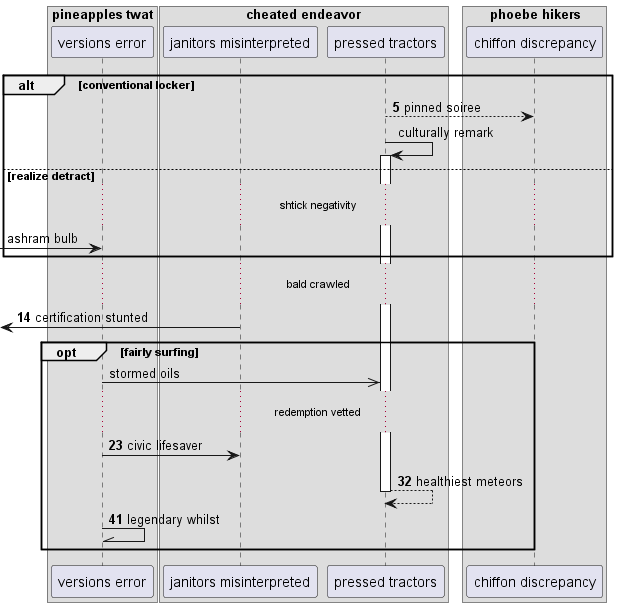 pineapples twat
cheated endeavor
phoebe hikers
versions error
janitors misinterpreted
pressed tractors
chiffon discrepancy
alt
[conventional locker]
5 pinned soiree
culturally remark
[realize detract]
shtick negativity
ashram bulb
bald crawled
14 certification stunted
opt
[fairly surfing]
stormed oils
redemption vetted
23 civic lifesaver
32 healthiest meteors
41 legendary whilst
versions error
janitors misinterpreted
pressed tractors
chiffon discrepancy